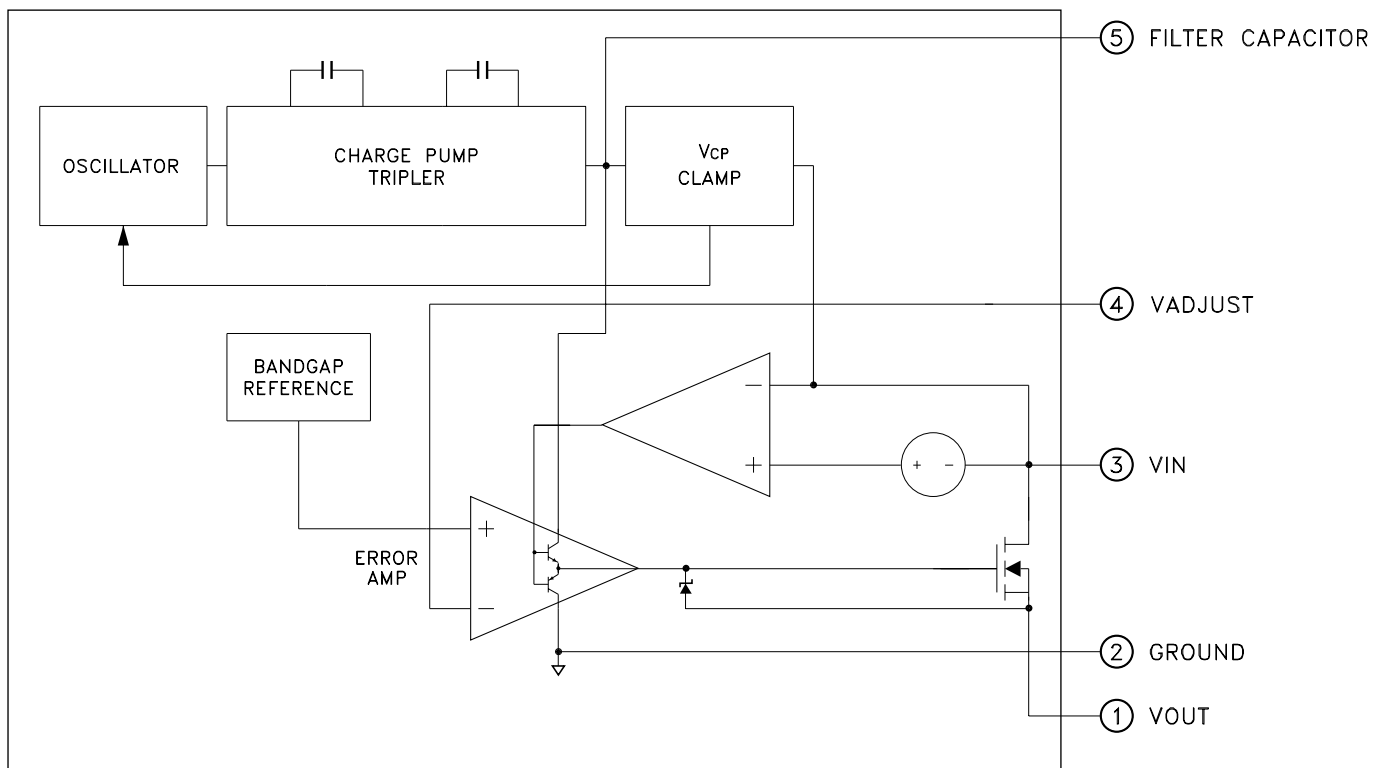 5 FILTER CAPACITOR
OSCILLATOR
CHARGE PUMP
TRIPLER
VCP
CLAMP
4 VADJUST
BANDGAP
REFERENCE
−
+
+ −
3 VIN
ERROR
AMP
+
−
2 GROUND
1 VOUT